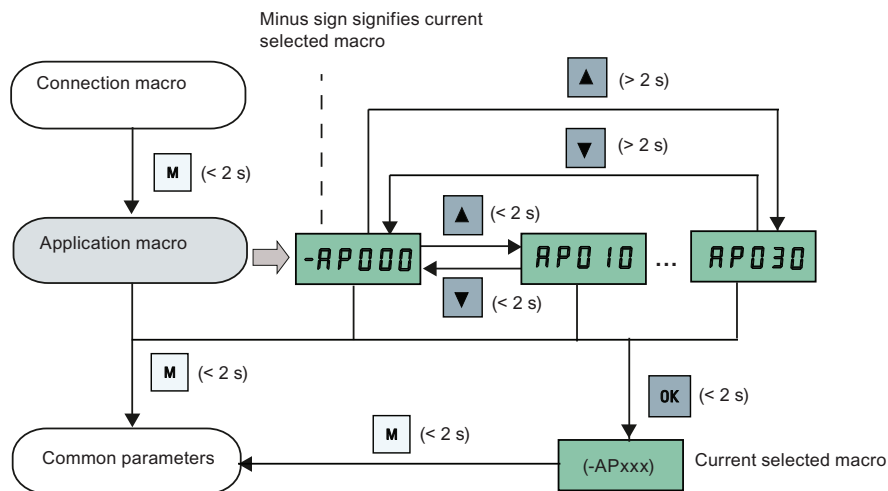 Minus sign signifies current
selected macro
Connection macro
▲ (> 2 s)
▼ (> 2 s)
M (< 2 s)
▲ (< 2 s)
Application macro
-AP000
AP010
...
AP030
▼ (< 2 s)
M (< 2 s)
OK (< 2 s)
M (< 2 s)
Common parameters
(-APxxx)
Current selected macro